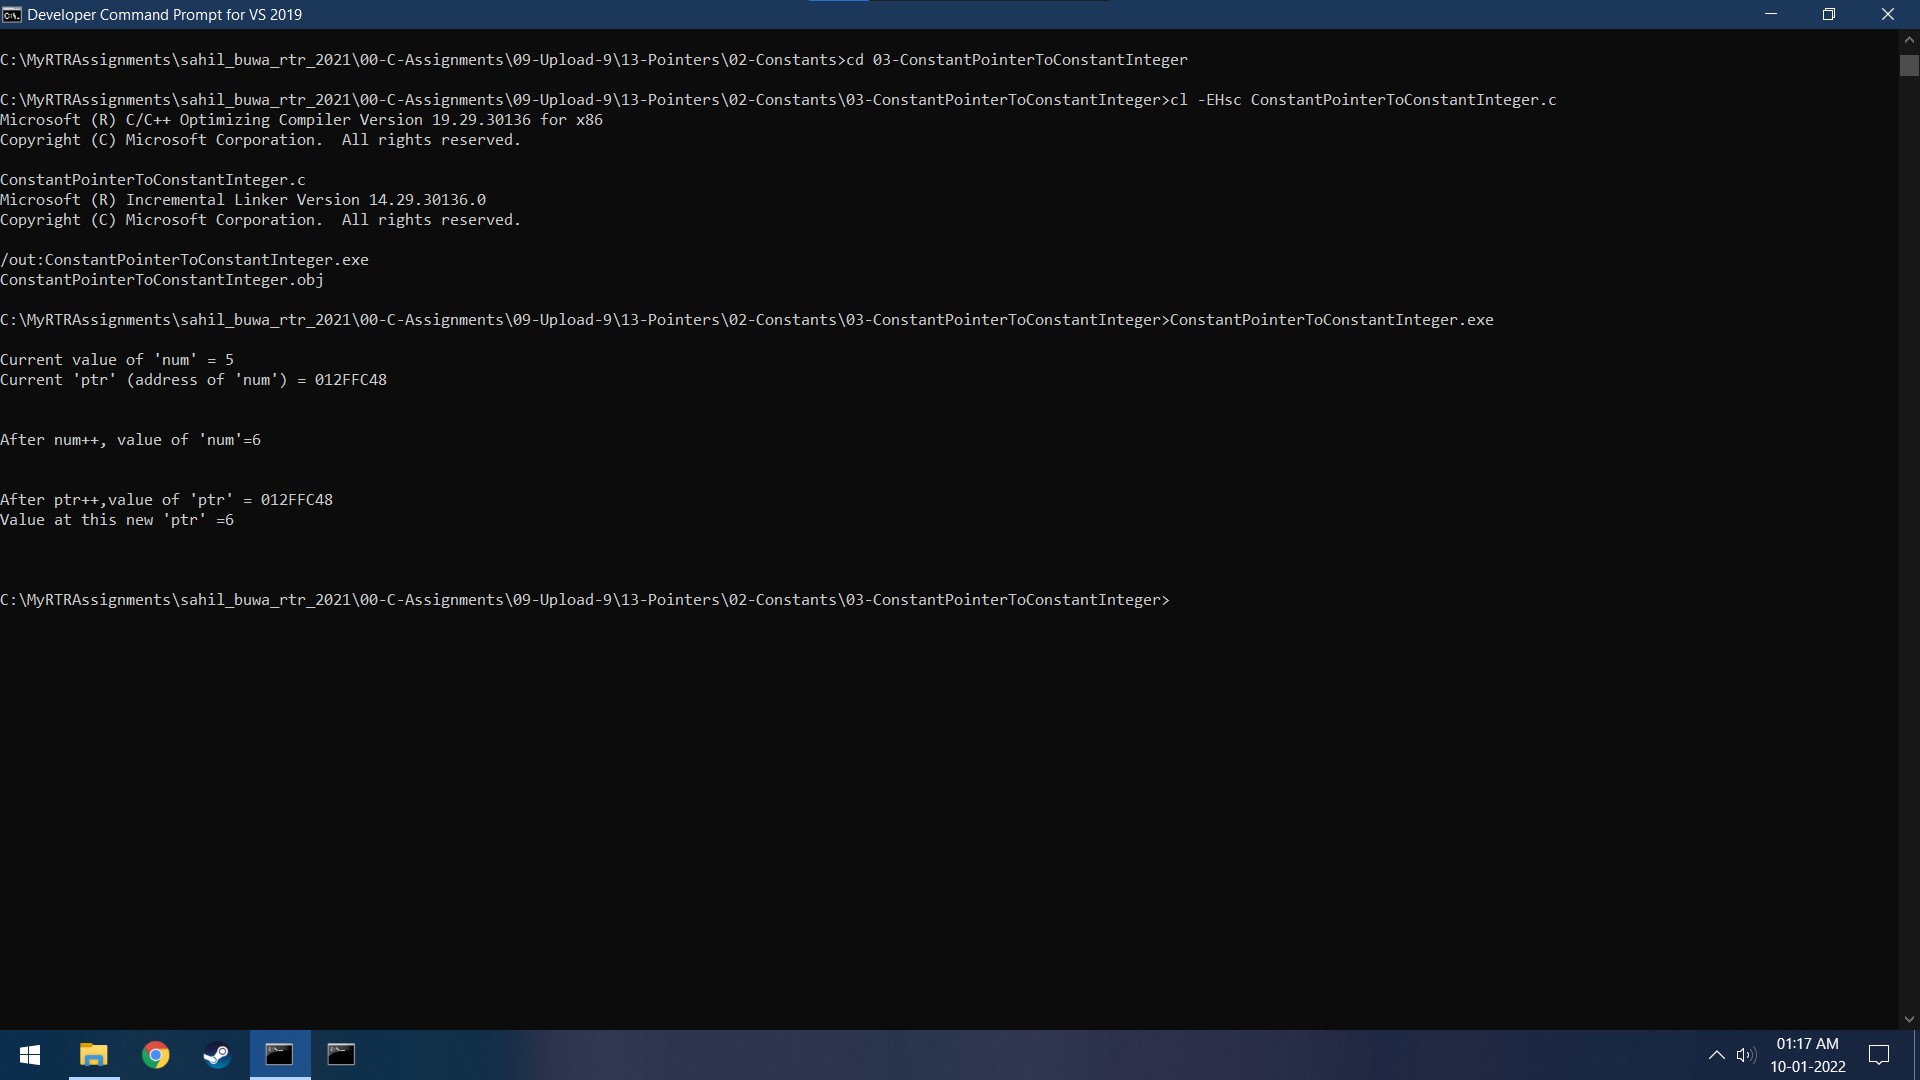 Developer Command Prompt for VS 2019
C:\MyRTRAssignments\sahil_buwa_rtr_2021\00-C-Assignments\09-Upload-9\13-Pointers\02-Constants>cd 03-ConstantPointerToConstantInteger
C:\MyRTRAssignments\sahil_buwa_rtr_2021\00-C-Assignments\09-Upload-9\13-Pointers\02-Constants\03-ConstantPointerToConstantInteger>cl -EHsc ConstantPointerToConstantInteger.c
Microsoft (R) C/C++ Optimizing Compiler Version 19.29.30136 for x86
Copyright (C) Microsoft Corporation.  All rights reserved.
ConstantPointerToConstantInteger.c
Microsoft (R) Incremental Linker Version 14.29.30136.0
Copyright (C) Microsoft Corporation.  All rights reserved.
/out:ConstantPointerToConstantInteger.exe
ConstantPointerToConstantInteger.obj
C:\MyRTRAssignments\sahil_buwa_rtr_2021\00-C-Assignments\09-Upload-9\13-Pointers\02-Constants\03-ConstantPointerToConstantInteger>ConstantPointerToConstantInteger.exe
Current value of 'num' = 5
Current 'ptr' (address of 'num') = 012FFC48
After num++, value of 'num'=6
After ptr++,value of 'ptr' = 012FFC48
Value at this new 'ptr' =6
C:\MyRTRAssignments\sahil_buwa_rtr_2021\00-C-Assignments\09-Upload-9\13-Pointers\02-Constants\03-ConstantPointerToConstantInteger>
01:17 AM
10-01-2022